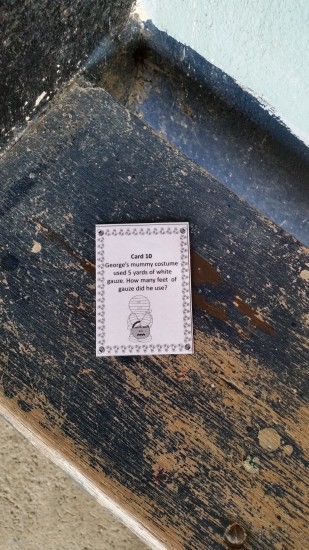 Card 10
George's mummy costume
used 5 yards of white
gauze. How many feet of
gauze did he use?